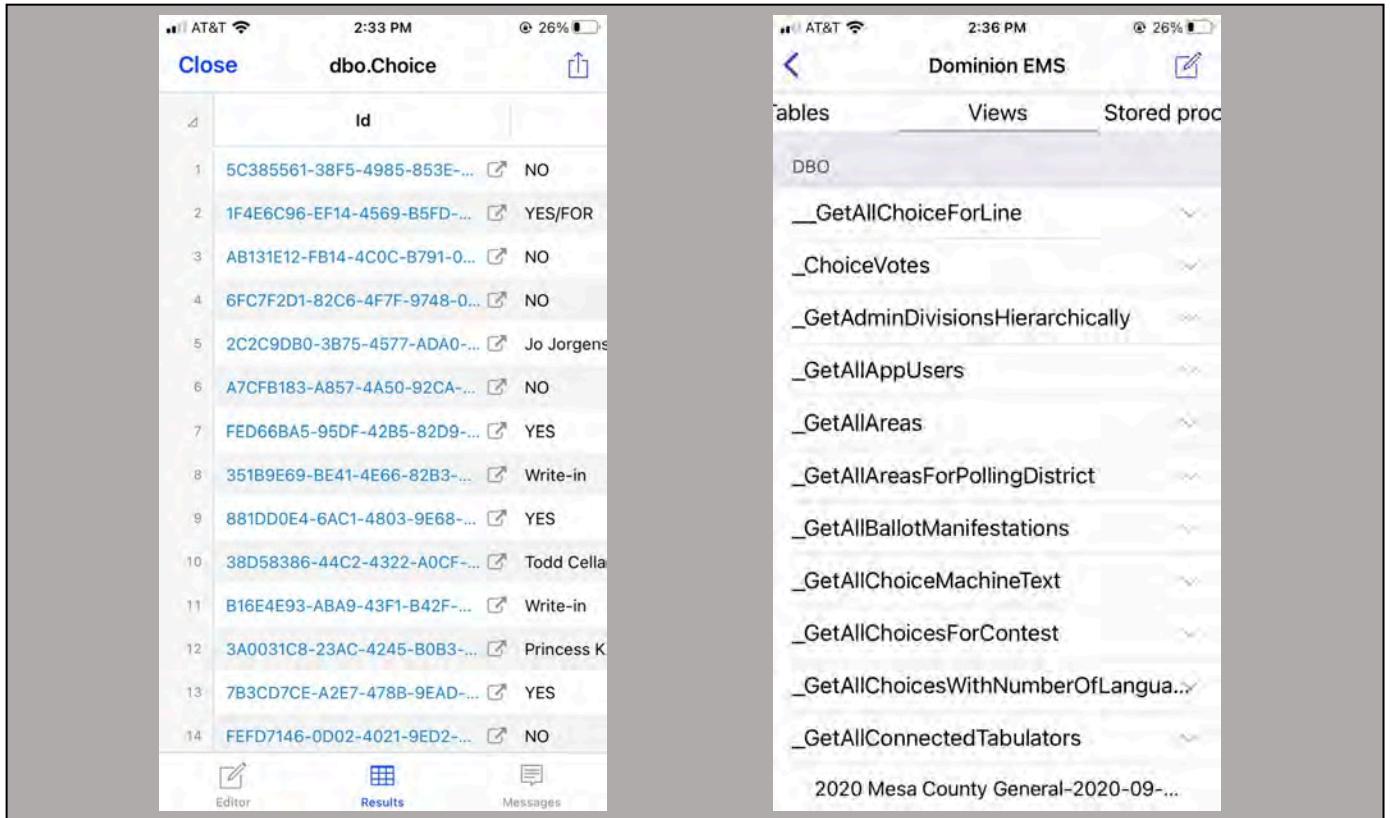 AT&T 2:33 PM 26%
Close dbo.Choice
Id
1 5C385561-38F5-4985-853E-... NO
2 1F4E6C96-EF14-4569-B5FD-... YES/FOR
3 AB131E12-FB14-4C0C-B791-0... NO
4 6FC7F2D1-82C6-4F7F-9748-0... NO
5 2C2C9DB0-3B75-4577-ADA0-... Jo Jorgens
6 A7CFB183-A857-4A50-92CA-... NO
7 FED66BA5-95DF-42B5-82D9-... YES
8 351B9E69-BE41-4E66-82B3-... Write-in
9 881DD0E4-6AC1-4803-9E68-... YES
10 38D58386-44C2-4322-A0CF-... Todd Cella
11 B16E4E93-ABA9-43F1-B42F-... Write-in
12 3A0031C8-23AC-4245-B0B3-... Princess K
13 7B3CD7CE-A2E7-478B-9EAD-... YES
14 FEFD7146-0D02-4021-9ED2-... NO
Editor Results Messages
AT&T 2:36 PM 26%
Dominion EMS
Tables Views Stored proc
DBO
__GetAllChoiceForLine
_ChoiceVotes
_GetAdminDivisionsHierarchically
_GetAllAppUsers
_GetAllAreas
_GetAllAreasForPollingDistrict
_GetAllBallotManifestations
_GetAllChoiceMachineText
_GetAllChoicesForContest
_GetAllChoicesWithNumberOfLangua...
_GetAllConnectedTabulators
2020 Mesa County General-2020-09-...